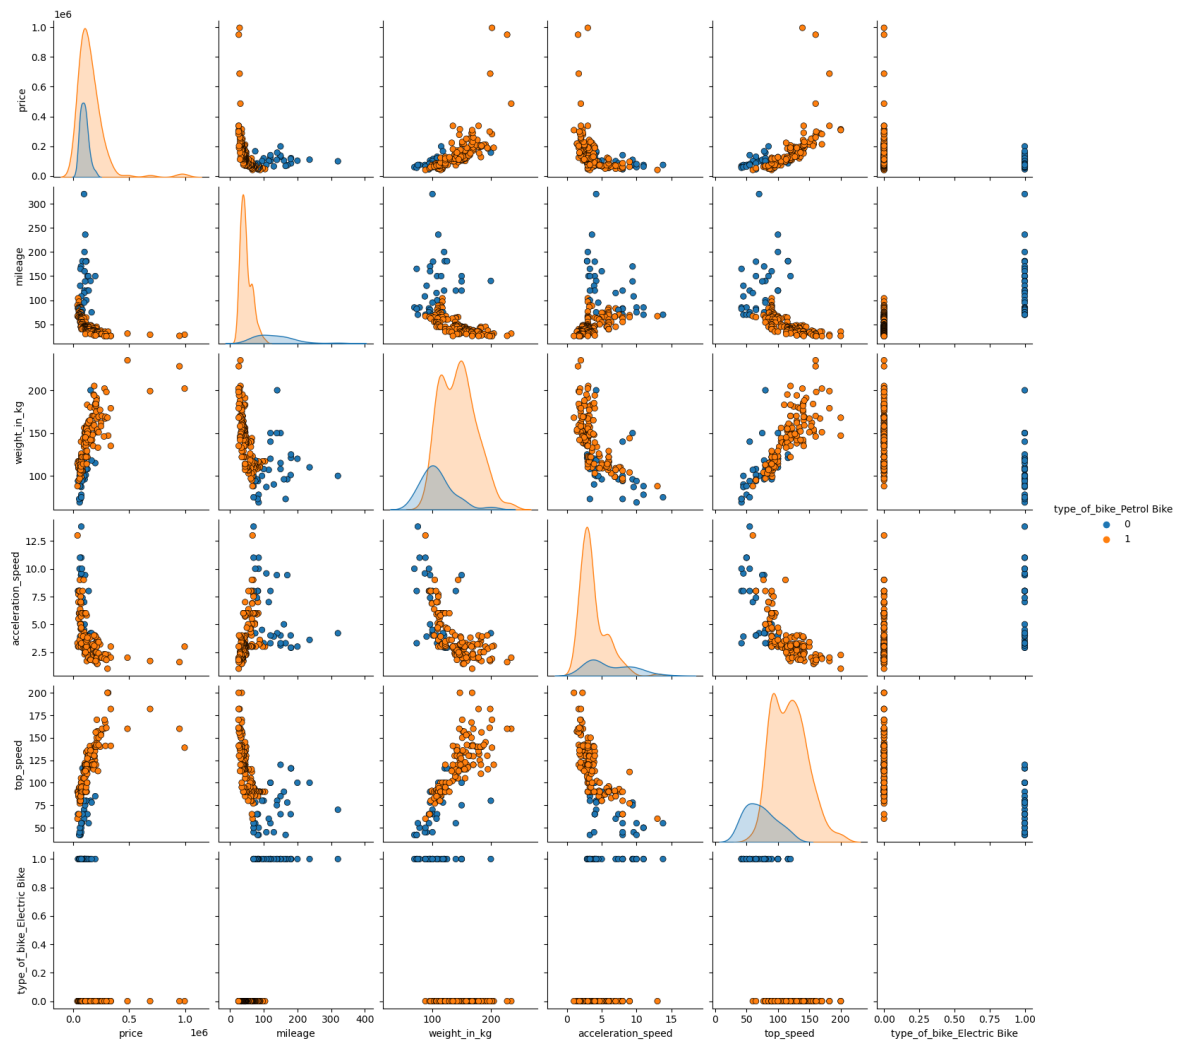 1e6
1.0
0.8
0.6
0.4
0.2
0.0
price
300
250
200
150
100
50
mileage
200
150
100
weight_in_kg
12.5
10.0
7.5
5.0
2.5
acceleration_speed
200
175
150
125
100
75
50
top_speed
1.0
0.8
0.6
0.4
0.2
0.0
type_of_bike_Electric Bike
0.0 0.5 1.0
1e6
price
0 100 200 300 400
mileage
100 200
weight_in_kg
0 5 10 15
acceleration_speed
0 50 100 150 200
top_speed
0.00 0.25 0.50 0.75 1.00
type_of_bike_Electric Bike
type_of_bike_Petrol Bike
0
1